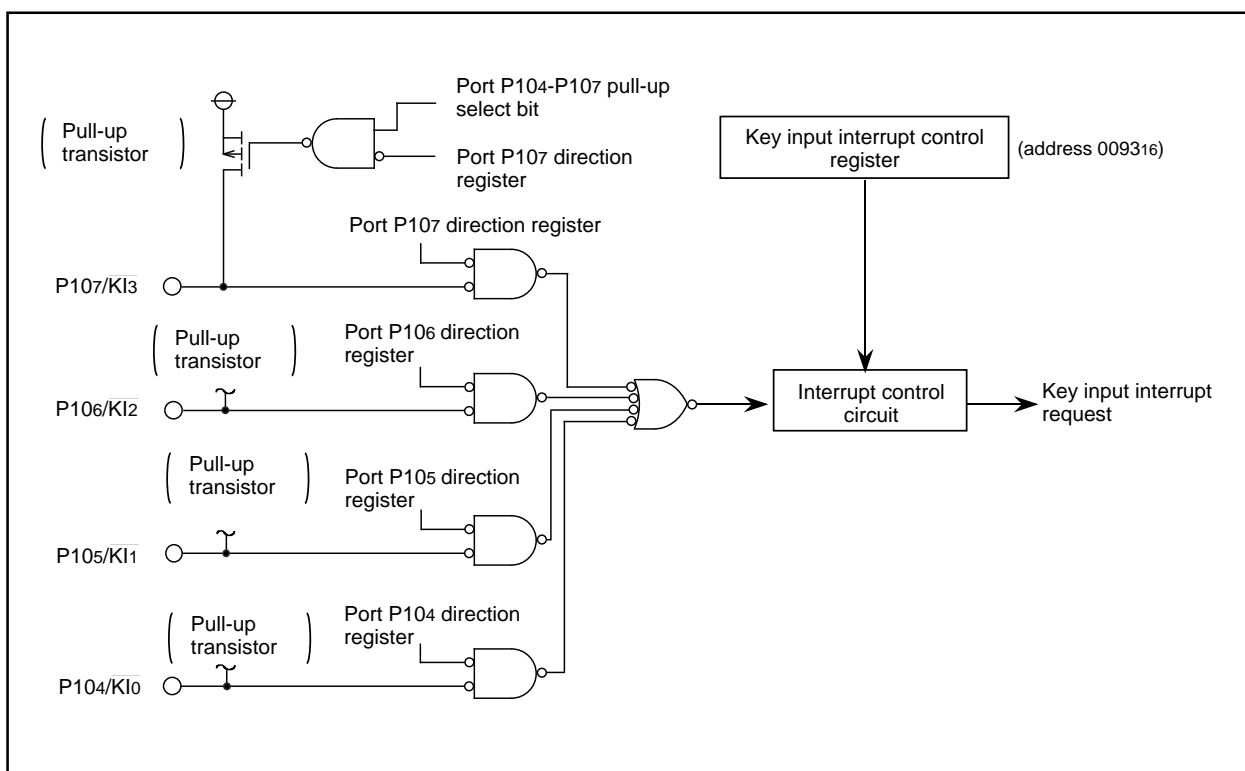 Port P104-P107 pull-up
select bit
( Pull-up
transistor )
Port P107 direction
register
Key input interrupt control
register
(address 009316)
Port P107 direction register
P107/KI3
( Pull-up
transistor )
Port P106 direction
register
P106/KI2
Interrupt control
circuit
Key input interrupt
request
( Pull-up
transistor )
Port P105 direction
register
P105/KI1
( Pull-up
transistor )
Port P104 direction
register
P104/KI0